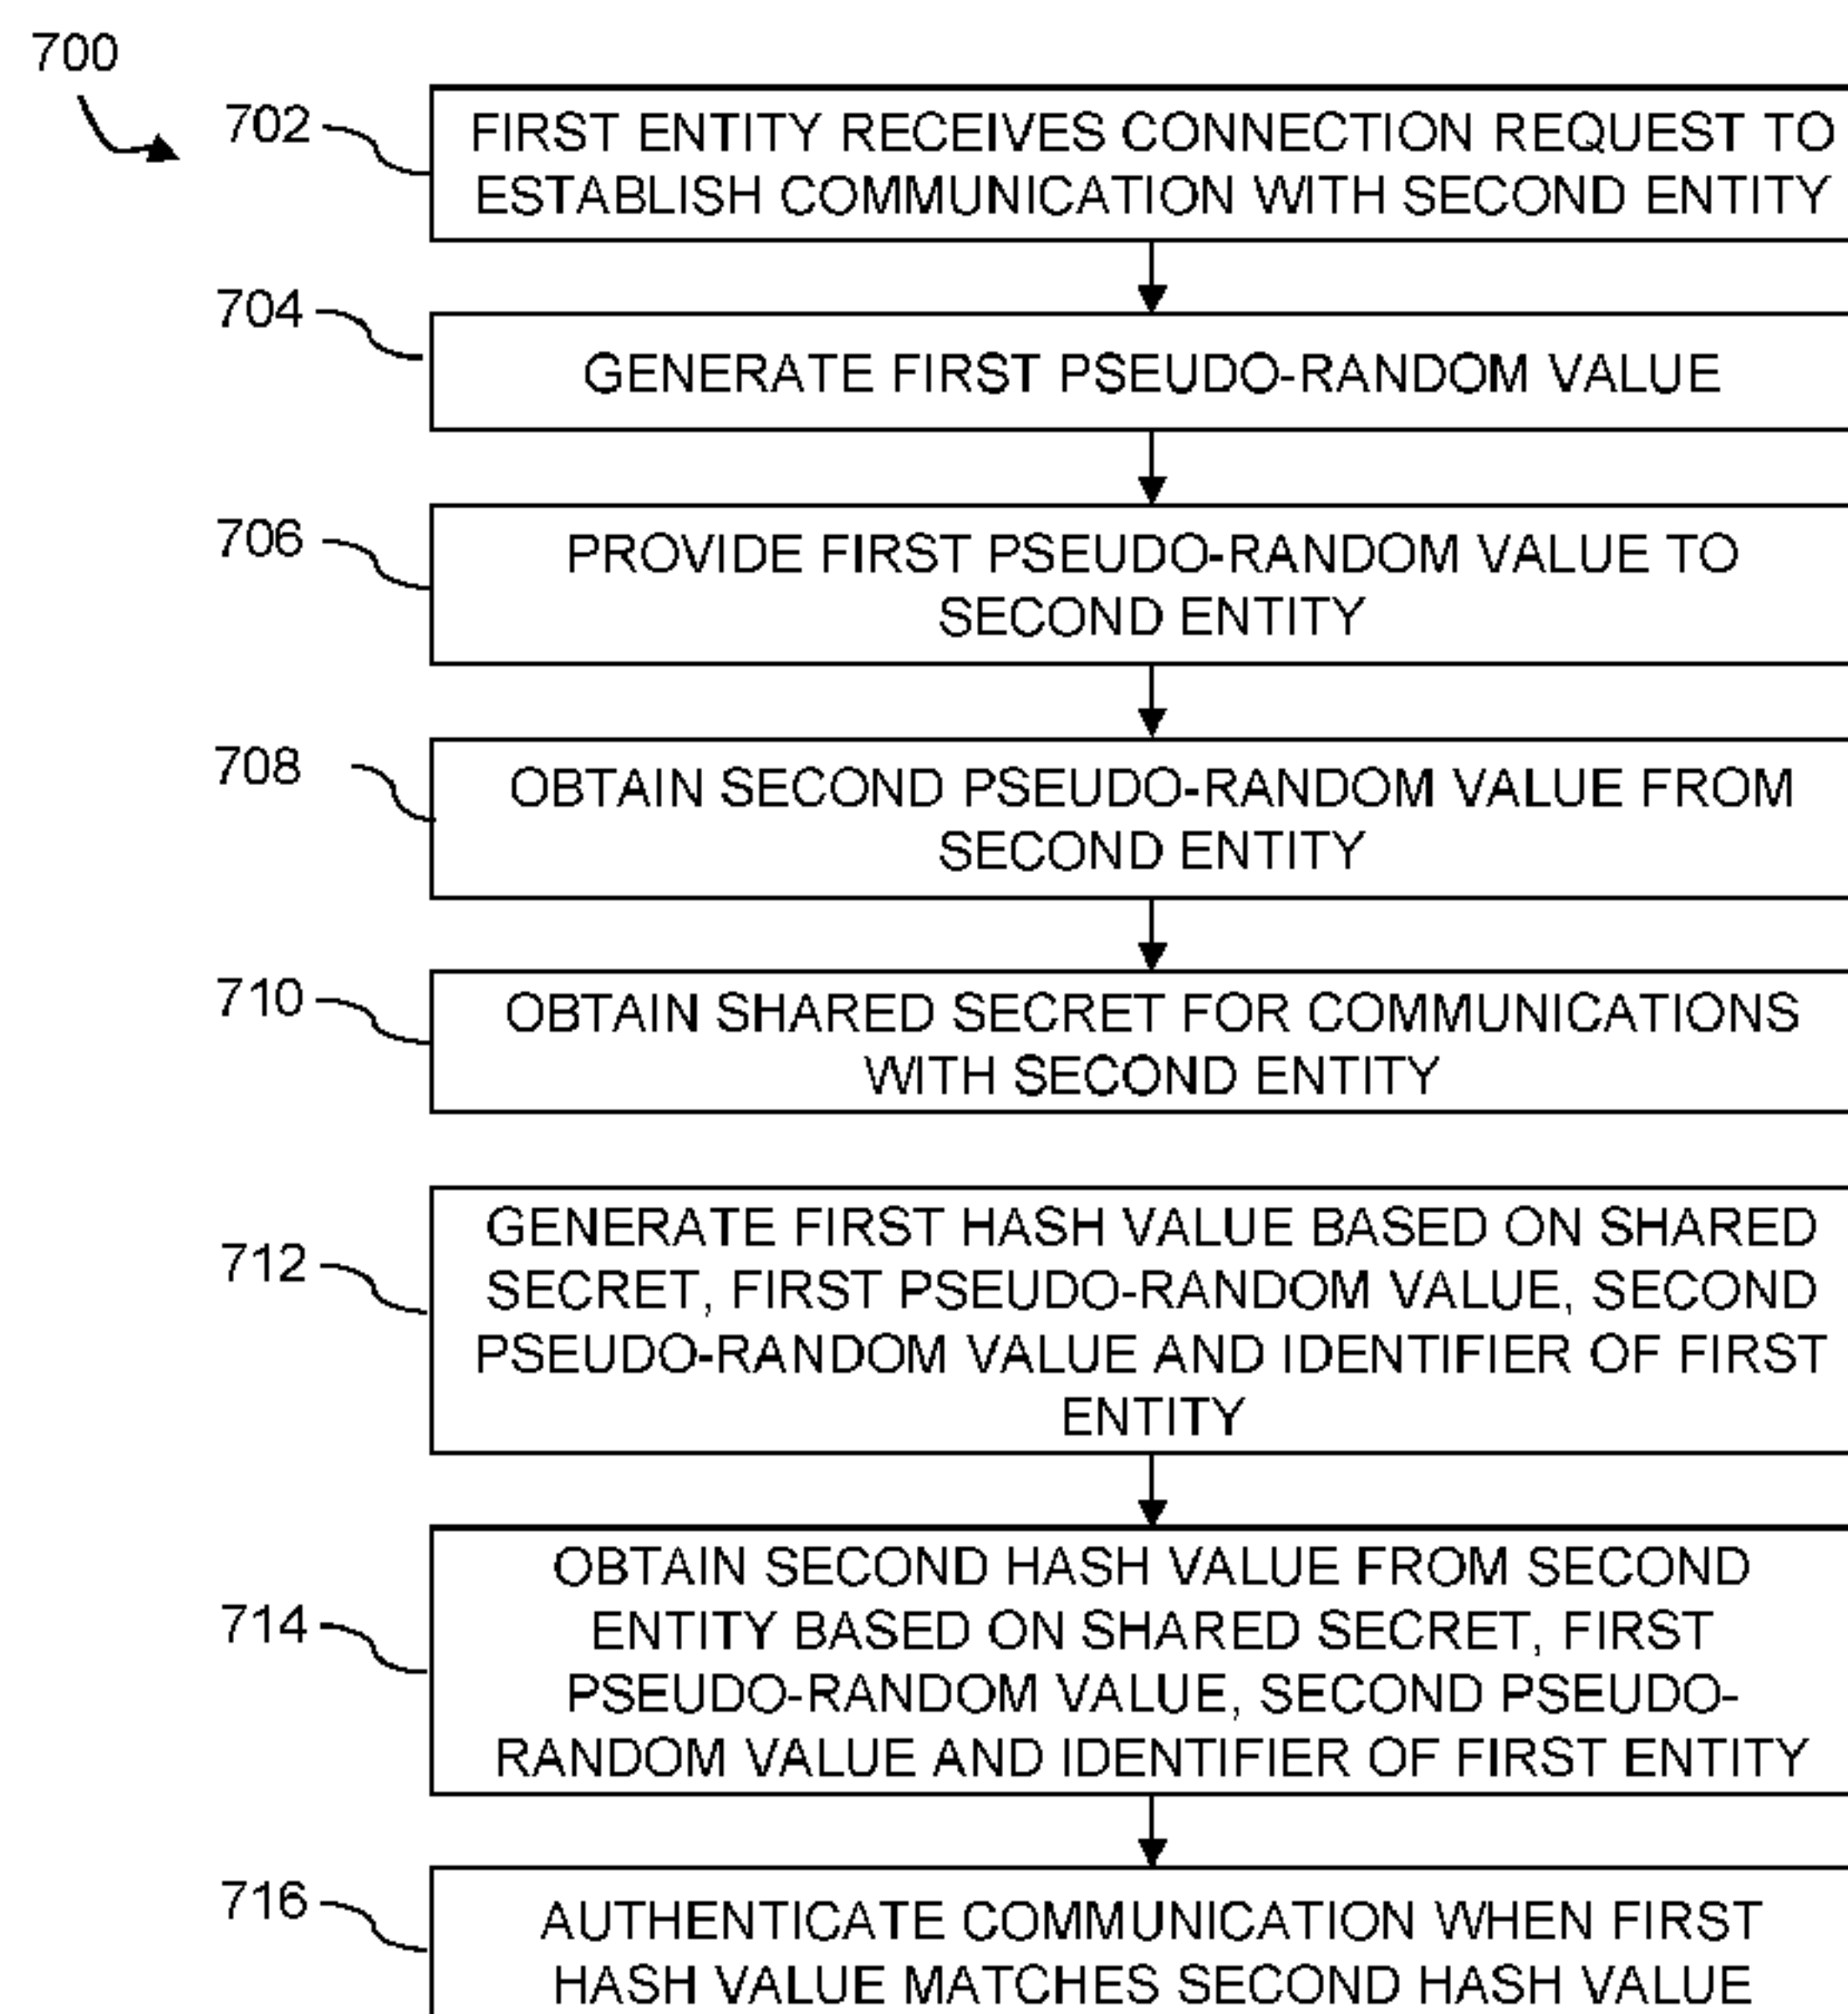 700
702
FIRST ENTITY RECEIVES CONNECTION REQUEST TO
ESTABLISH COMMUNICATION WITH SECOND ENTITY
704
GENERATE FIRST PSEUDO-RANDOM VALUE
706
PROVIDE FIRST PSEUDO-RANDOM VALUE TO
SECOND ENTITY
708
OBTAIN SECOND PSEUDO-RANDOM VALUE FROM
SECOND ENTITY
710
OBTAIN SHARED SECRET FOR COMMUNICATIONS
WITH SECOND ENTITY
712
GENERATE FIRST HASH VALUE BASED ON SHARED
SECRET, FIRST PSEUDO-RANDOM VALUE, SECOND
PSEUDO-RANDOM VALUE AND IDENTIFIER OF FIRST
ENTITY
714
OBTAIN SECOND HASH VALUE FROM SECOND
ENTITY BASED ON SHARED SECRET, FIRST
PSEUDO-RANDOM VALUE, SECOND PSEUDO-
RANDOM VALUE AND IDENTIFIER OF FIRST ENTITY
716
AUTHENTICATE COMMUNICATION WHEN FIRST
HASH VALUE MATCHES SECOND HASH VALUE